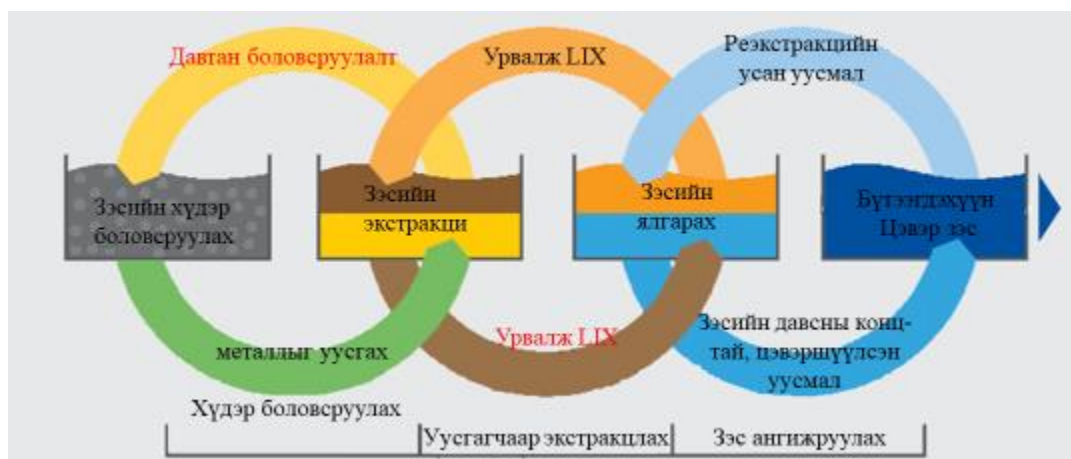 Давтан боловсруулалт
Урвалж LIX
Реэкстракцийн
усан уусмал
Зэсийн хүдэр
боловсруулах
Зэсийн
экстракци
Зэсийн
ялгарах
Бүтэгдэхүүн
Цэвэр зэс
металлыг уусгах
Урвалж LIX
Зэсийн давсны конц-
тай, цэвэршүүлсэн
уусмал
Хүдэр боловсруулах
Уусгагчаар экстракцлах
Зэс ангижруулах